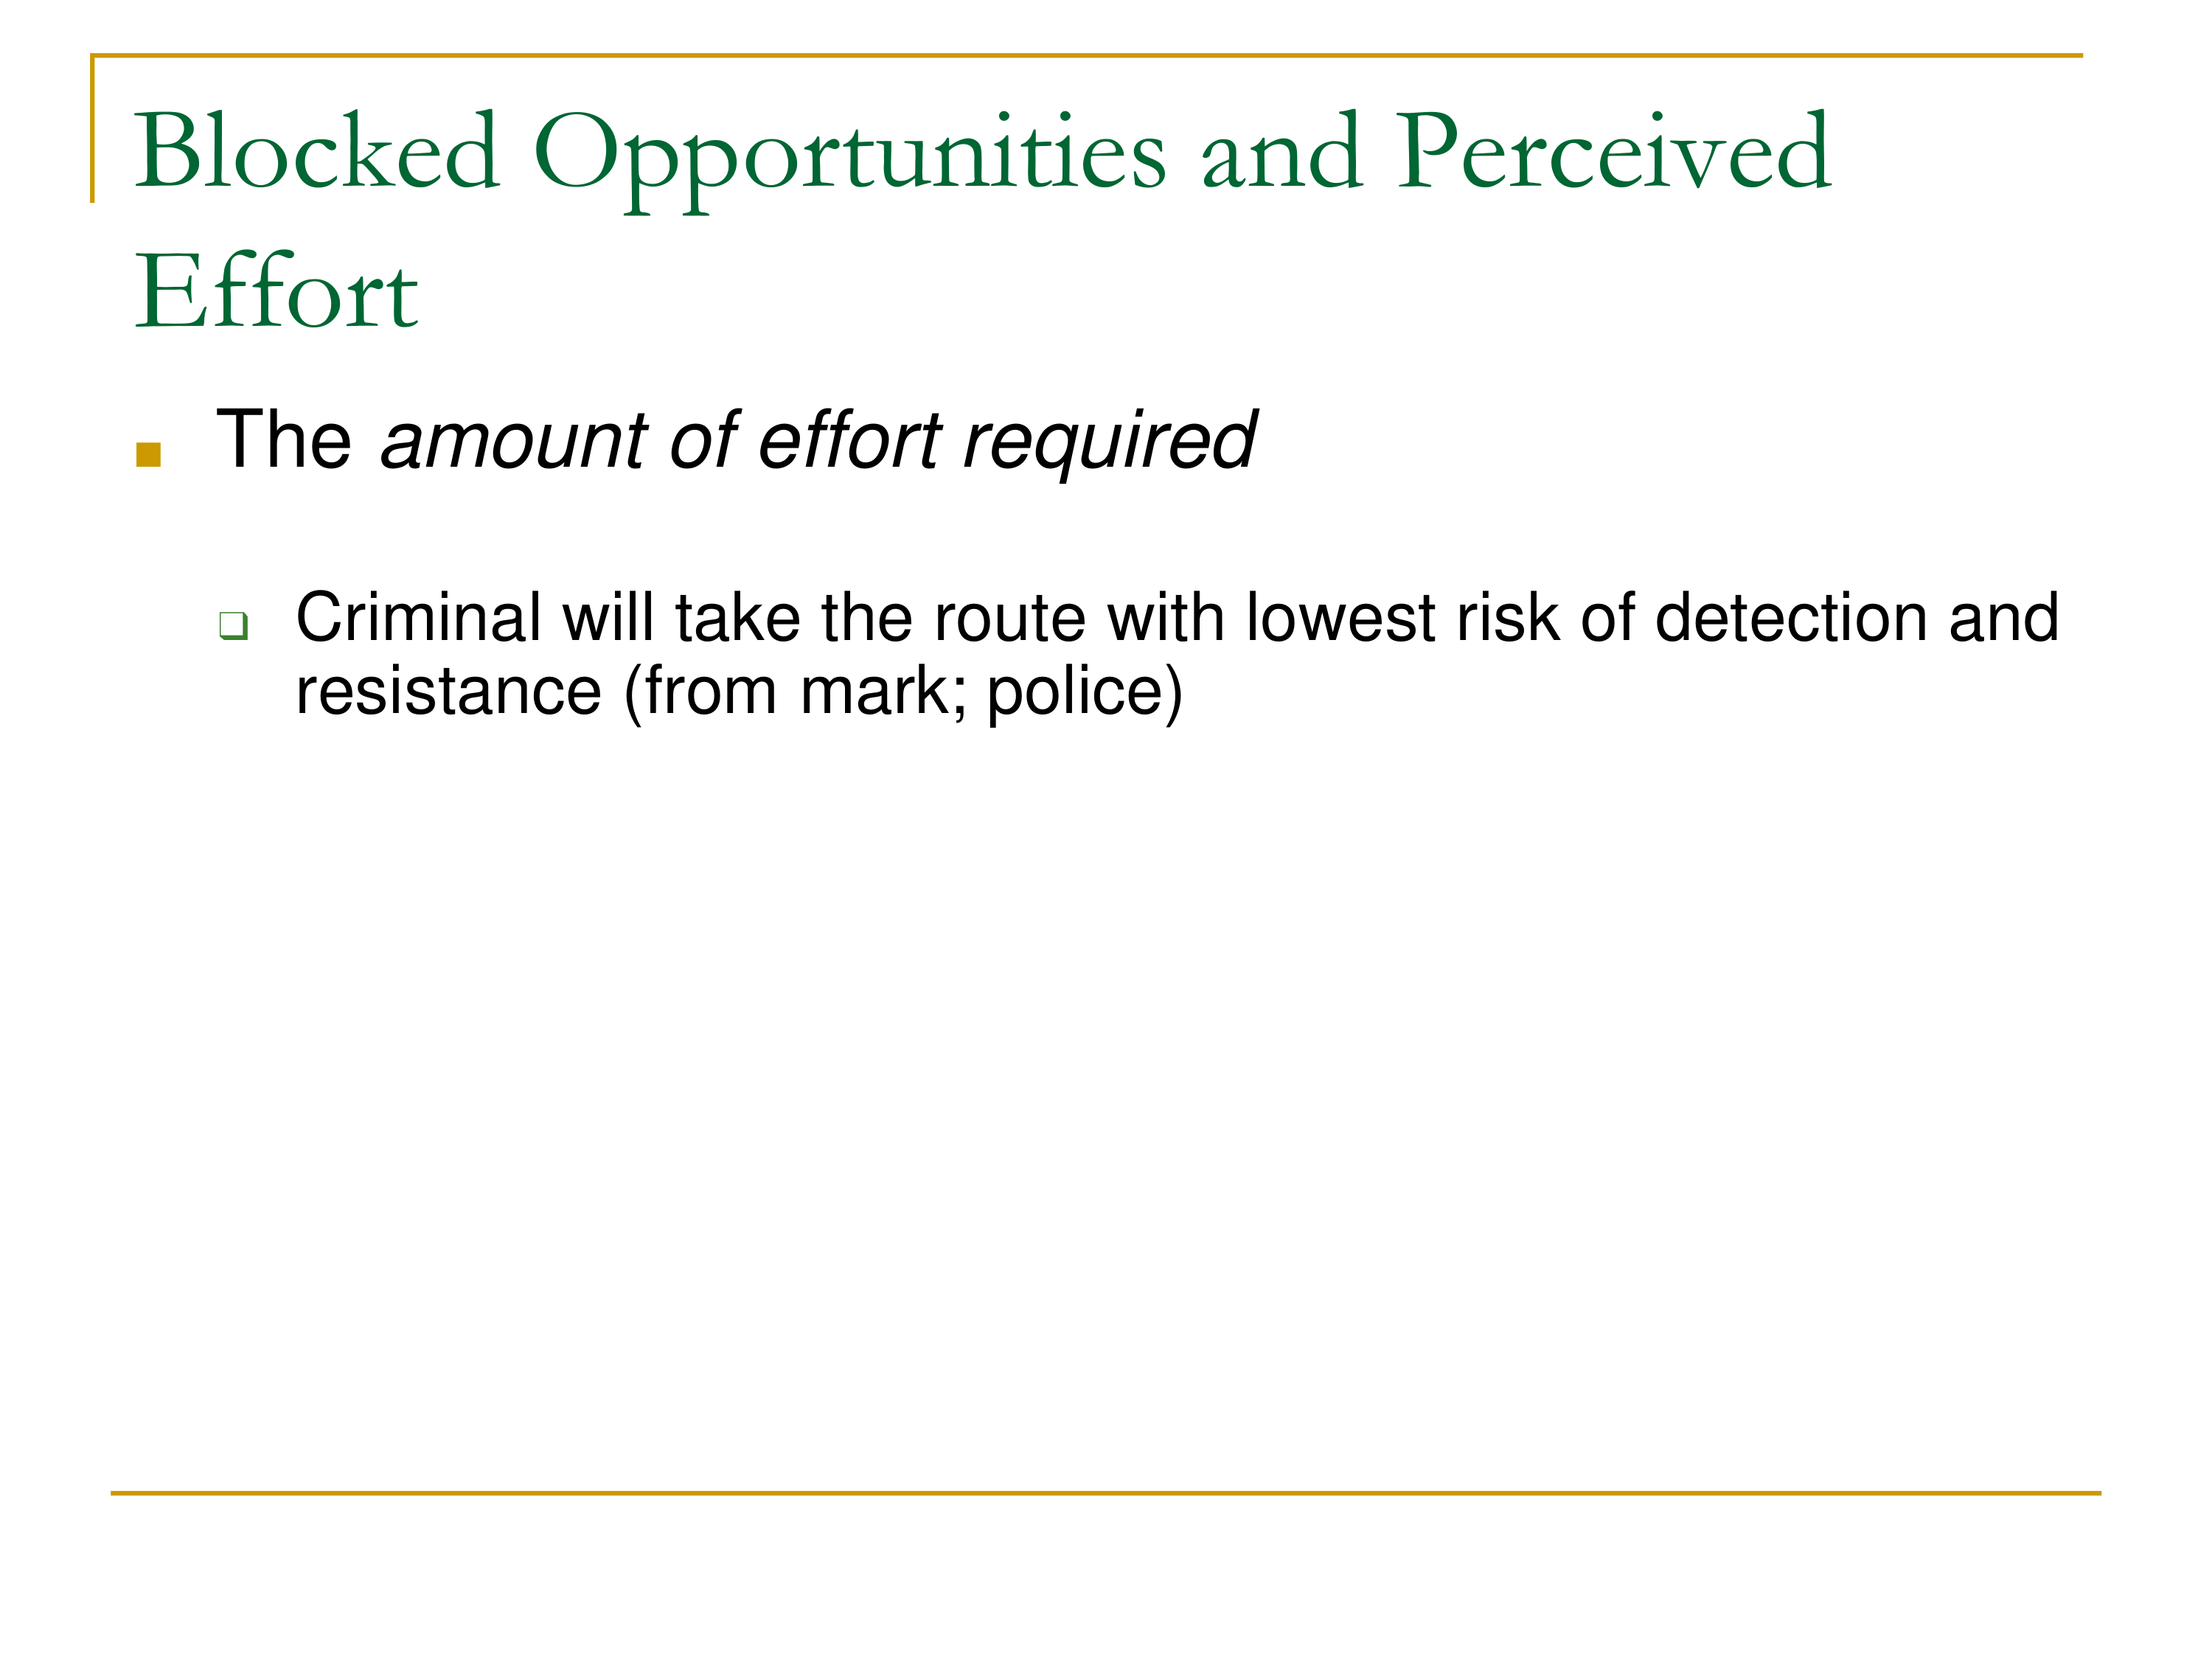 Blocked Opportunities and Perceivd
Effort
The amount of effort required
Criminal will take the route with lowest risk of detection and
resistance (from mark; police)